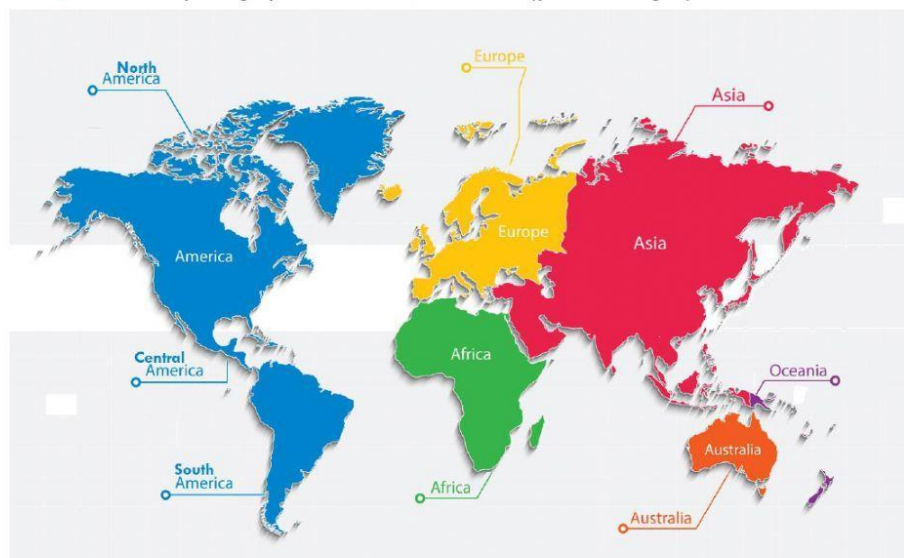 Europe
North
America
Asia
Europe
America
Asia
Africa
Central
America
Oceania
Australia
South
America
Africa
Australia